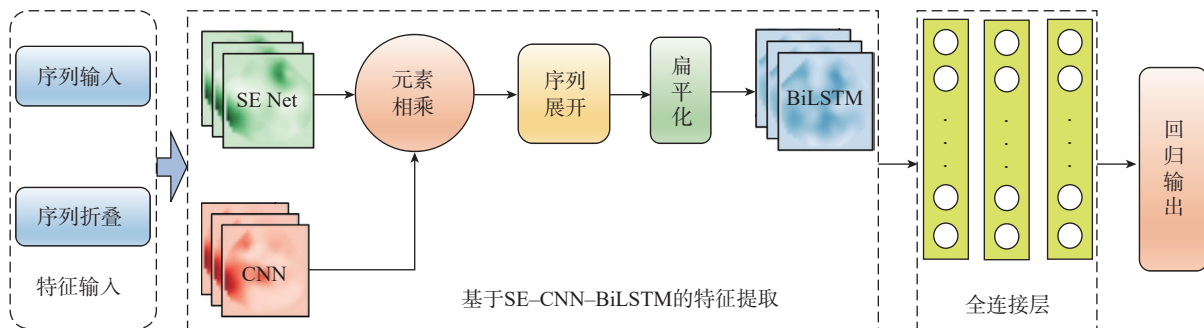 序列输入
序列折叠
特征输入
SE Net
CNN
元素
相乘
序列
展开
扁
平
化
BiLSTM
基于SE–CNN–BiLSTM的特征提取
全连接层
回
归
输
出